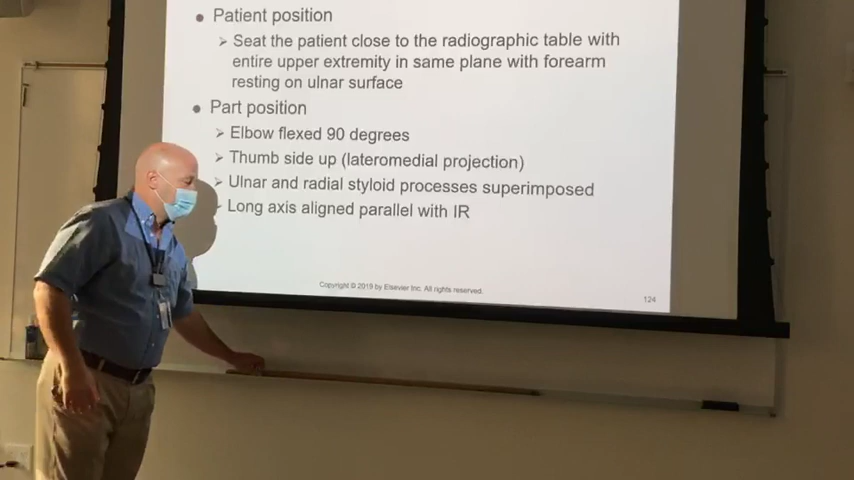 • Patient position
➢ Seat the patient close to the radiographic table with
entire upper extremity in same plane with forearm
resting on ulnar surface
• Part position
➢ Elbow flexed 90 degrees
➢ Thumb side up (lateromedial projection)
➢ Ulnar and radial styloid processes superimposed
➢ Long axis aligned parallel with IR
Copyright © 2019 by Elsevier Inc. All rights reserved.
124